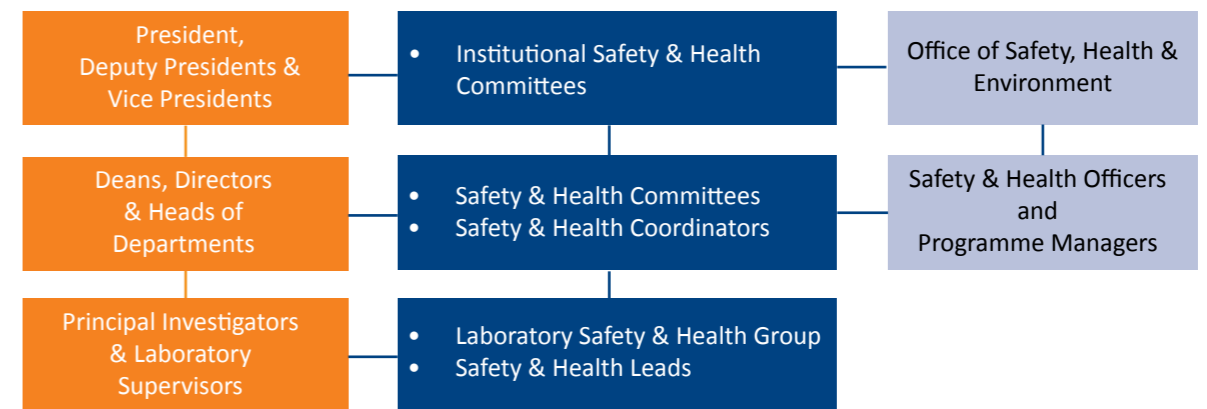 President,
Deputy Presidents &
Vice Presidents
• Institutional Safety & Health
Committees
Office of Safety, Health &
Environment
Deans, Directors
& Heads of
Departments
• Safety & Health Committees
• Safety & Health Coordinators
Safety & Health Officers
and
Programme Managers
Principal Investigators
& Laboratory
Supervisors
• Laboratory Safety & Health Group
• Safety & Health Leads